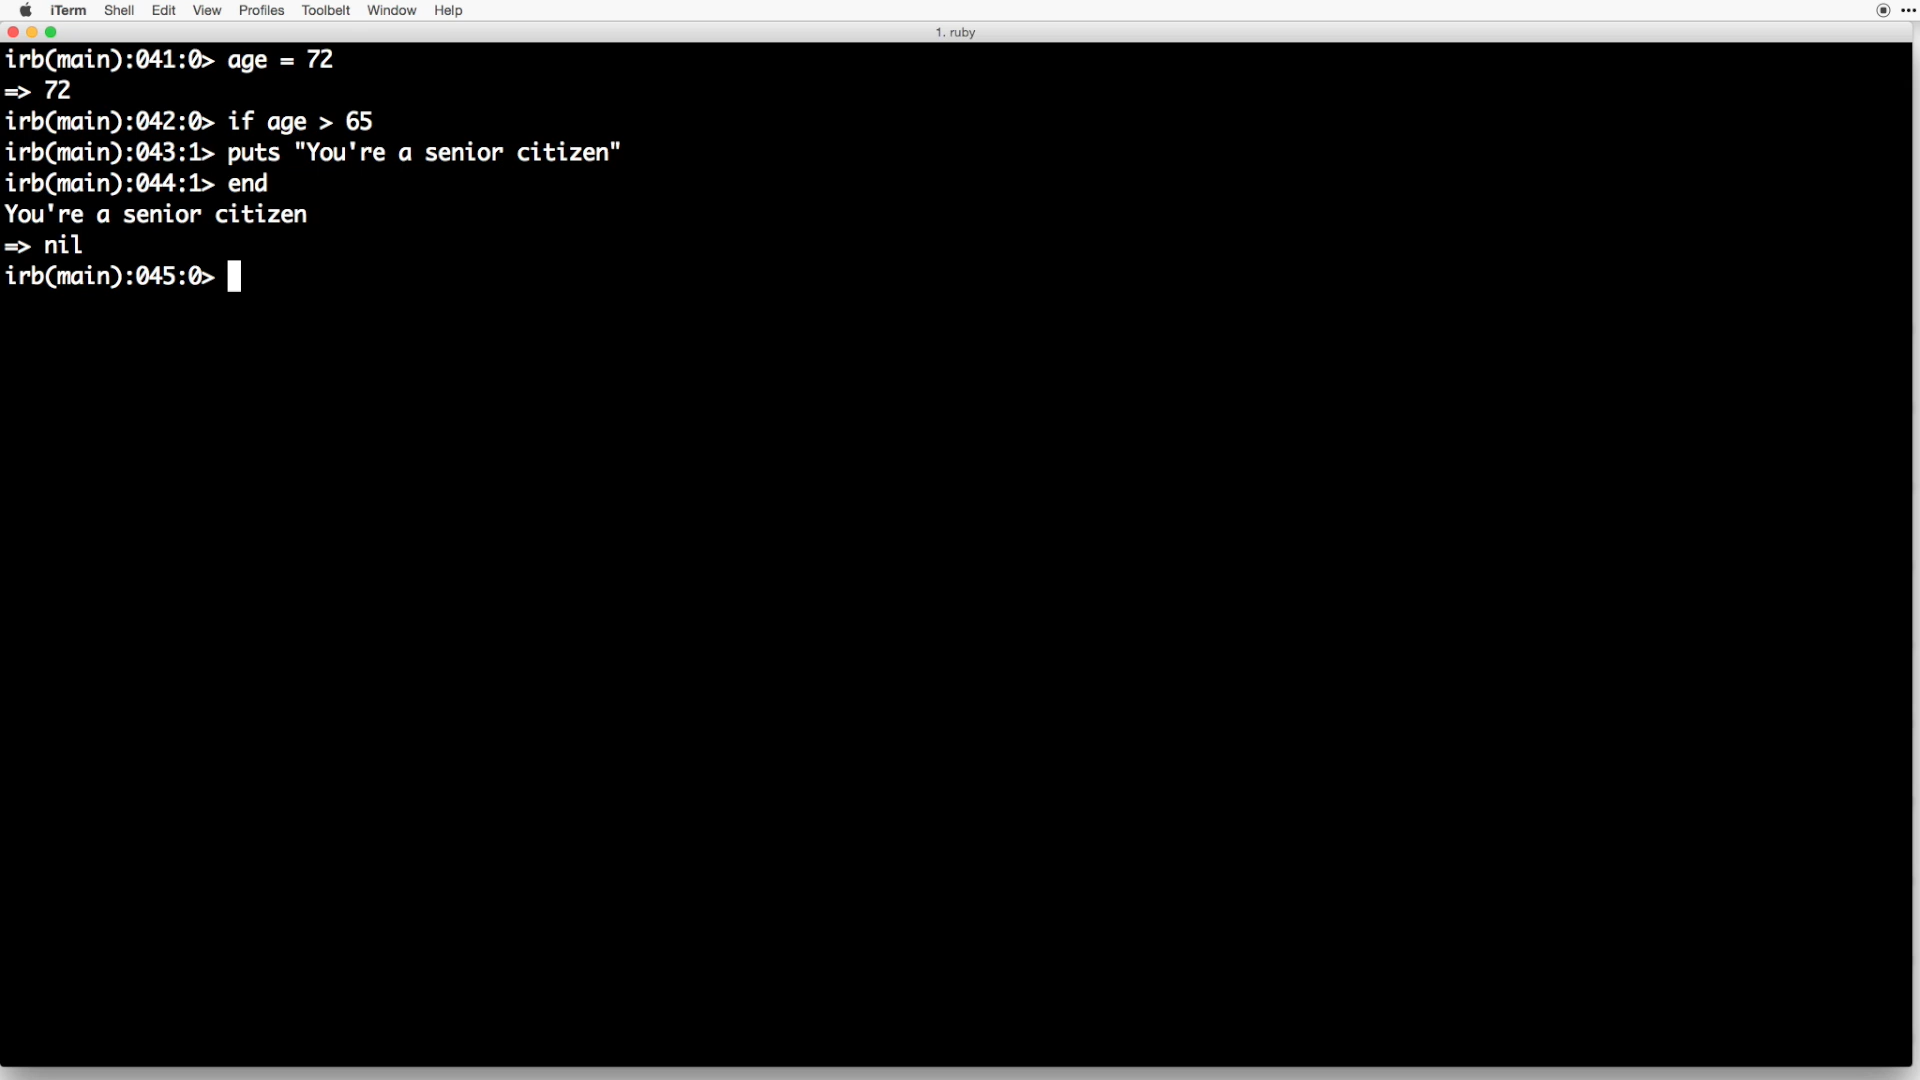 iTerm Shell Edit View Profiles Toolbelt Window Help
1. ruby
irb(main):041:0> age = 72
=> 72
irb(main):042:0> if age > 65
irb(main):043:1> puts "You're a senior citizen"
irb(main):044:1> end
You're a senior citizen
=> nil
irb(main):045:0>